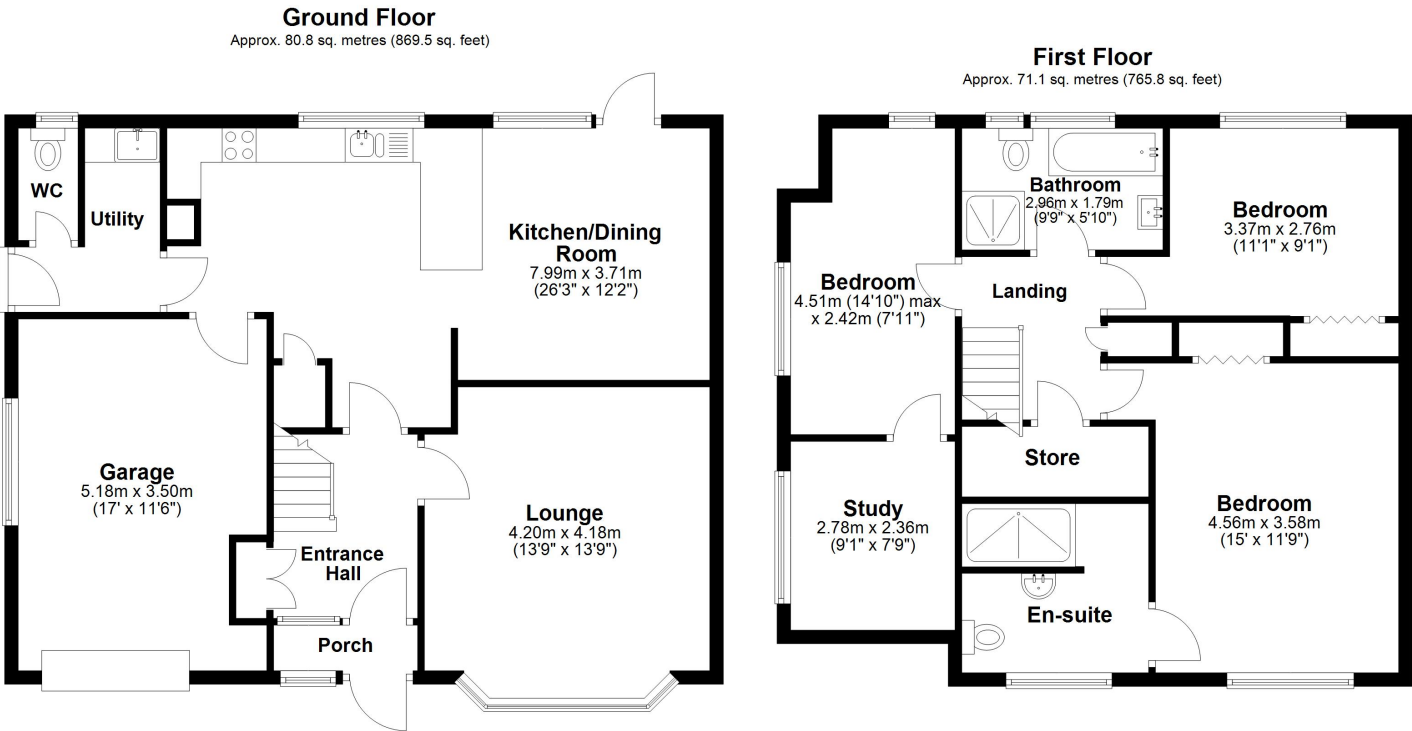 Ground Floor
Approx. 80.8 sq. metres (869.5 sq. feet)
WC
Utility
Kitchen/Dining
Room
7.99m x 3.71m
(26'3" x 12'2")
Garage
5.18m x 3.50m
(17' x 11'6")
Lounge
4.20m x 4.18m
(13'9" x 13'9")
Entrance
Hall
Porch
First Floor
Approx. 71.1 sq. metres (765.8 sq. feet)
Bathroom
2.96m x 1.79m
(9'9" x 5'10")
Bedroom
3.37m x 2.76m
(11'1" x 9'1")
Bedroom
4.51m (14'10") max
x 2.42m (7'11")
Landing
Store
Study
2.78m x 2.36m
(9'1" x 7'9")
Bedroom
4.56m x 3.58m
(15' x 11'9")
En-suite